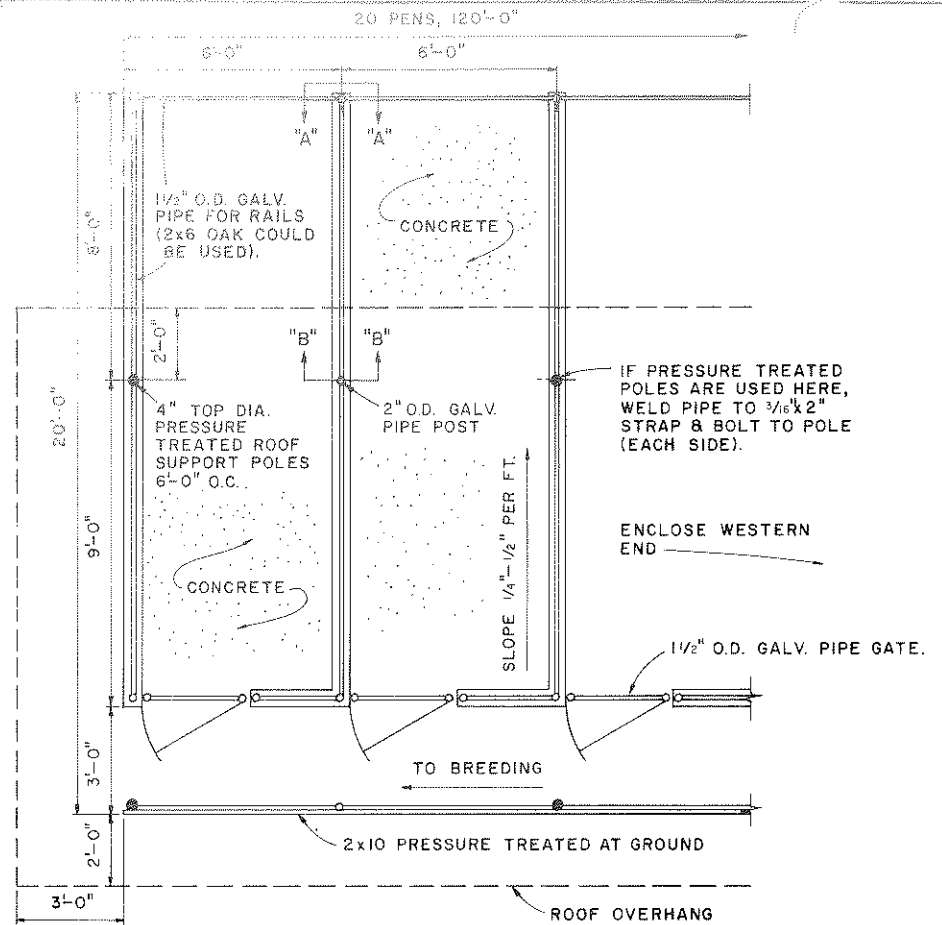 20 PENS, 120'-0"
6'-0"
6'-0"
"A"
"A"
1 1/2" O.D. GALV.
PIPE FOR RAILS
(2x6 OAK COULD
BE USED).
CONCRETE
8'-0"
2'-0"
"B"
"B"
20'-0"
4" TOP DIA.
PRESSURE
TREATED ROOF
SUPPORT POLES
6'-0" O.C.
2" O.D. GALV.
PIPE POST
IF PRESSURE TREATED
POLES ARE USED HERE,
WELD PIPE TO 3/16"x 2"
STRAP & BOLT TO POLE
(EACH SIDE).
9'-0"
SLOPE 1/4"-1/2" PER FT.
ENCLOSE WESTERN
END
CONCRETE
1 1/2" O.D. GALV. PIPE GATE.
3'-0"
TO BREEDING
2x10 PRESSURE TREATED AT GROUND
2'-0"
3'-0"
ROOF OVERHANG